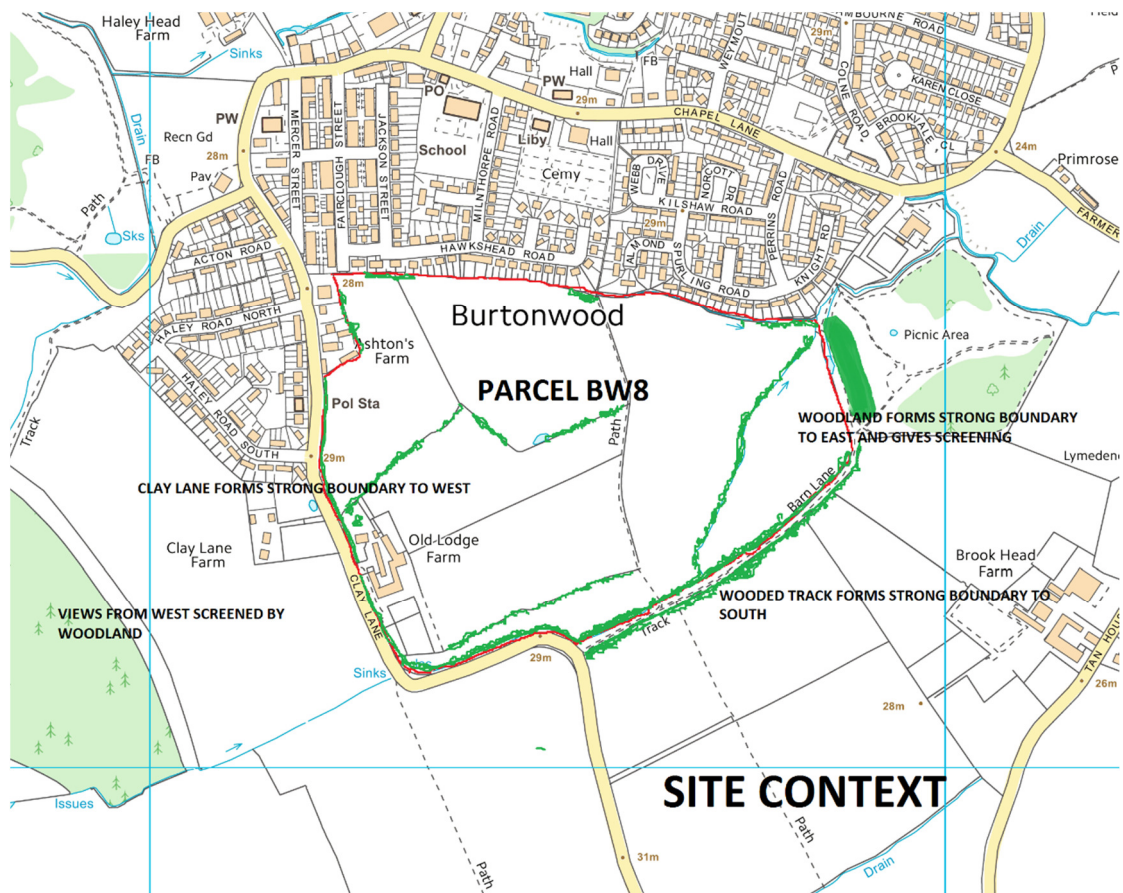 Haley Head
Farm
Sinks
Drain
PW
Recn Gd
28m
FB
Pav
Path
Sks
MERCER STREET
FAIRCLOUGH STREET
JACKSON STREET
PO
School
MILNTHORPE ROAD
Liby
PW
Hall
29m
Hall
Cemy
FB
WEYMOUTH
29m
COLNE ROAD
KAREN CLOSE
BROOKVALE CL
CHAPEL LANE
24m
Primrose
FARMER
Drain
WEBB DRIVE
NORCOTT DR
KILSHAW ROAD
29m
PERRINS ROAD
ALMOND
SPURLING ROAD
KNIGHT RD
HAWKSHEAD ROAD
ACTON ROAD
HALEY ROAD NORTH
HALEY ROAD SOUTH
28m
Burtonwood
Ashton's
Farm
Picnic Area
PARCEL BW8
Pol Sta
Path
WOODLAND FORMS STRONG BOUNDARY
TO EAST AND GIVES SCREENING
Track
29m
Lymedene
CLAY LANE FORMS STRONG BOUNDARY TO WEST
Barn Lane
Clay Lane
Farm
Old Lodge
Farm
Brook Head
Farm
CLAY LANE
WOODED TRACK FORMS STRONG BOUNDARY TO
SOUTH
VIEWS FROM WEST SCREENED BY
WOODLAND
Track
29m
Sinks
TAN HOU
26m
28m
SITE CONTEXT
Issues
Path
Path
31m
Drain